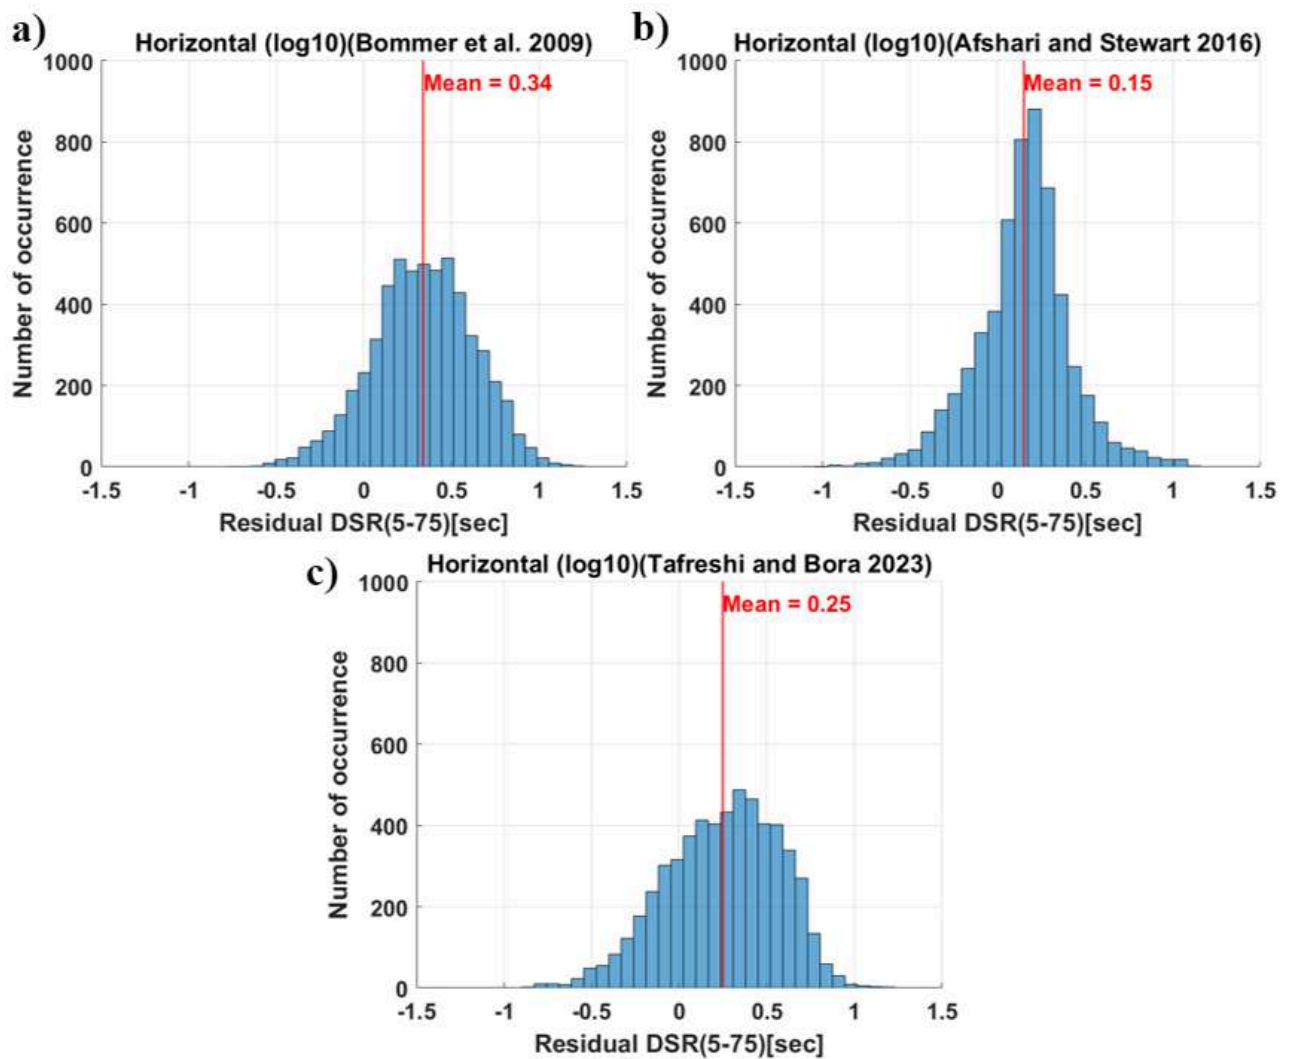 a)
Horizontal (log10)(Bommer et al. 2009)
Mean = 0.34
1000
800
600
400
200
0
Number of occurrence
-1.5 -1 -0.5 0 0.5 1 1.5
Residual DSR(5-75)[sec]
b)
Horizontal (log10)(Afshari and Stewart 2016)
Mean = 0.15
1000
800
600
400
200
0
Number of occurrence
-1.5 -1 -0.5 0 0.5 1 1.5
Residual DSR(5-75)[sec]
c)
Horizontal (log10)(Tafreshi and Bora 2023)
Mean = 0.25
1000
800
600
400
200
0
Number of occurrence
-1.5 -1 -0.5 0 0.5 1 1.5
Residual DSR(5-75)[sec]